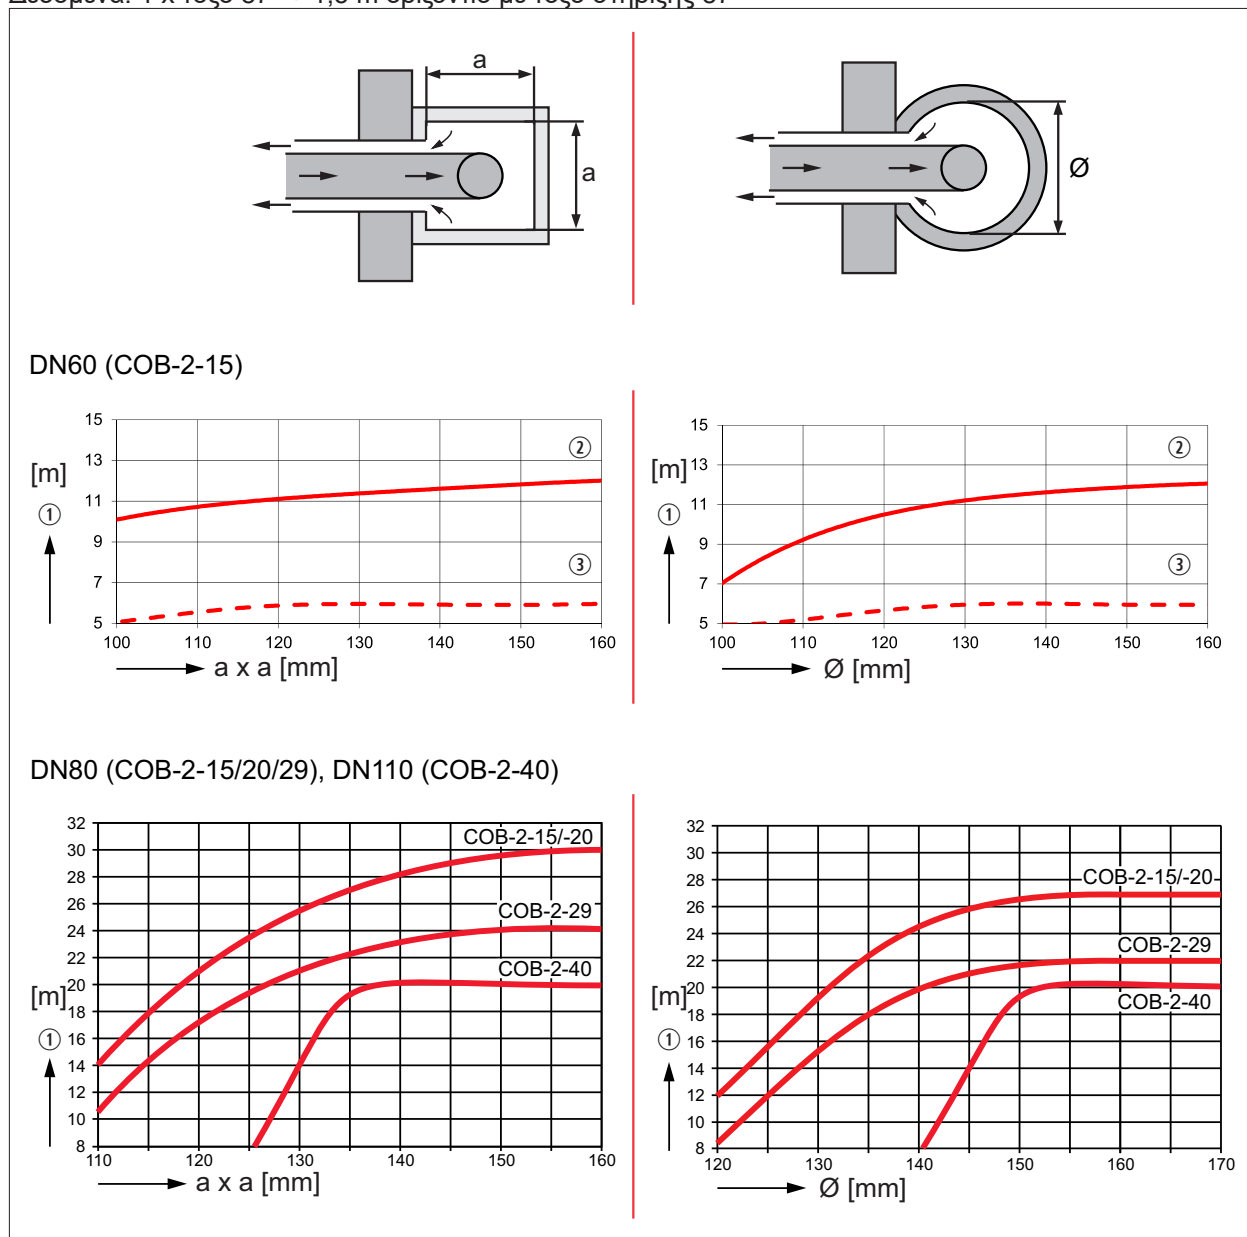 a
a
Ø
DN60 (COB-2-15)
15
13
11
9
7
5
[m]
①
②
③
100 110 120 130 140 150 160
a x a [mm]
15
13
11
9
7
5
[m]
①
②
③
100 110 120 130 140 150 160
Ø [mm]
DN80 (COB-2-15/20/29), DN110 (COB-2-40)
32
30
28
26
24
22
20
18
16
14
12
10
8
[m]
①
COB-2-15/-20
COB-2-29
COB-2-40
110 120 130 140 150 160
a x a [mm]
32
30
28
26
24
22
20
18
16
14
12
10
8
[m]
①
COB-2-15/-20
COB-2-29
COB-2-40
120 130 140 150 160 170
Ø [mm]